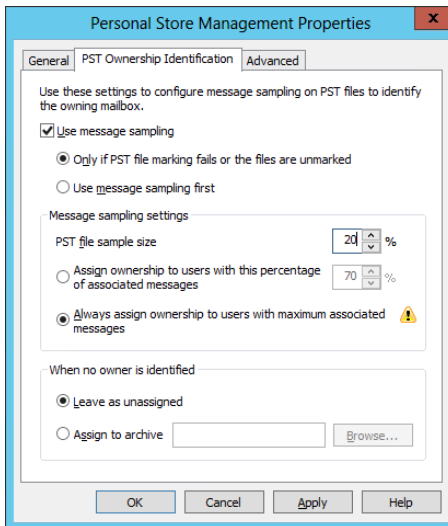 Personal Store Management Properties
x
General PST Ownership Identification Advanced
Use these settings to configure message sampling on PST files to identify
the owning mailbox.
Use message sampling
Only if PST file marking fails or the files are unmarked
Use message sampling first
Message sampling settings
PST file sample size 20 %
Assign ownership to users with this percentage 70 %
of associated messages
Always assign ownership to users with maximum associated
messages
When no owner is identified
Leave as unassigned
Assign to archive Browse...
OK Cancel Apply Help